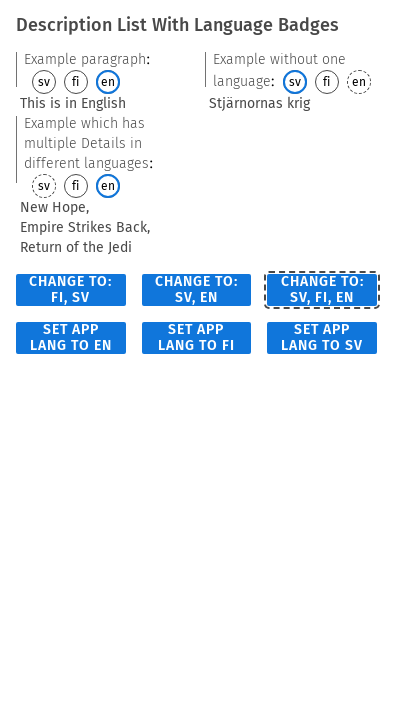 Description List With Language Badges
Example paragraph:
sv fi en
This is in English
Example without one
language: sv fi en
Stjärnornas krig
Example which has
multiple Details in
different languages:
sv fi en
New Hope,
Empire Strikes Back,
Return of the Jedi
CHANGE TO:
FI, SV
CHANGE TO:
SV, EN
CHANGE TO:
SV, FI, EN
SET APP
LANG TO EN
SET APP
LANG TO FI
SET APP
LANG TO SV